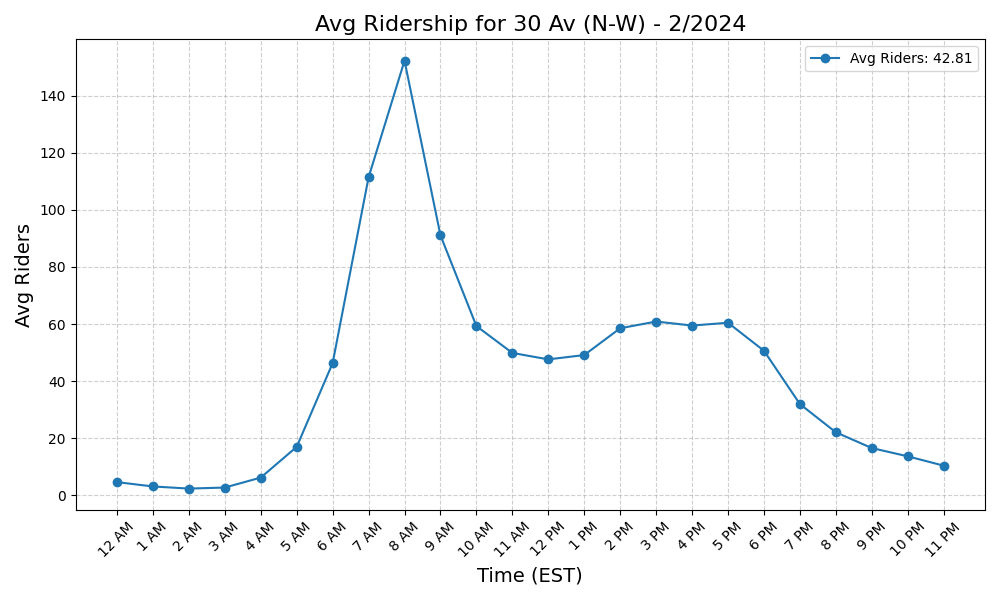 Avg Ridership for 30 Av (N-W) - 2/2024
Avg Riders: 42.81
Avg Riders
140
120
100
80
60
40
20
0
12 AM
1 AM
2 AM
3 AM
4 AM
5 AM
6 AM
7 AM
8 AM
9 AM
10 AM
11 AM
12 PM
1 PM
2 PM
3 PM
4 PM
5 PM
6 PM
7 PM
8 PM
9 PM
10 PM
11 PM
Time (EST)